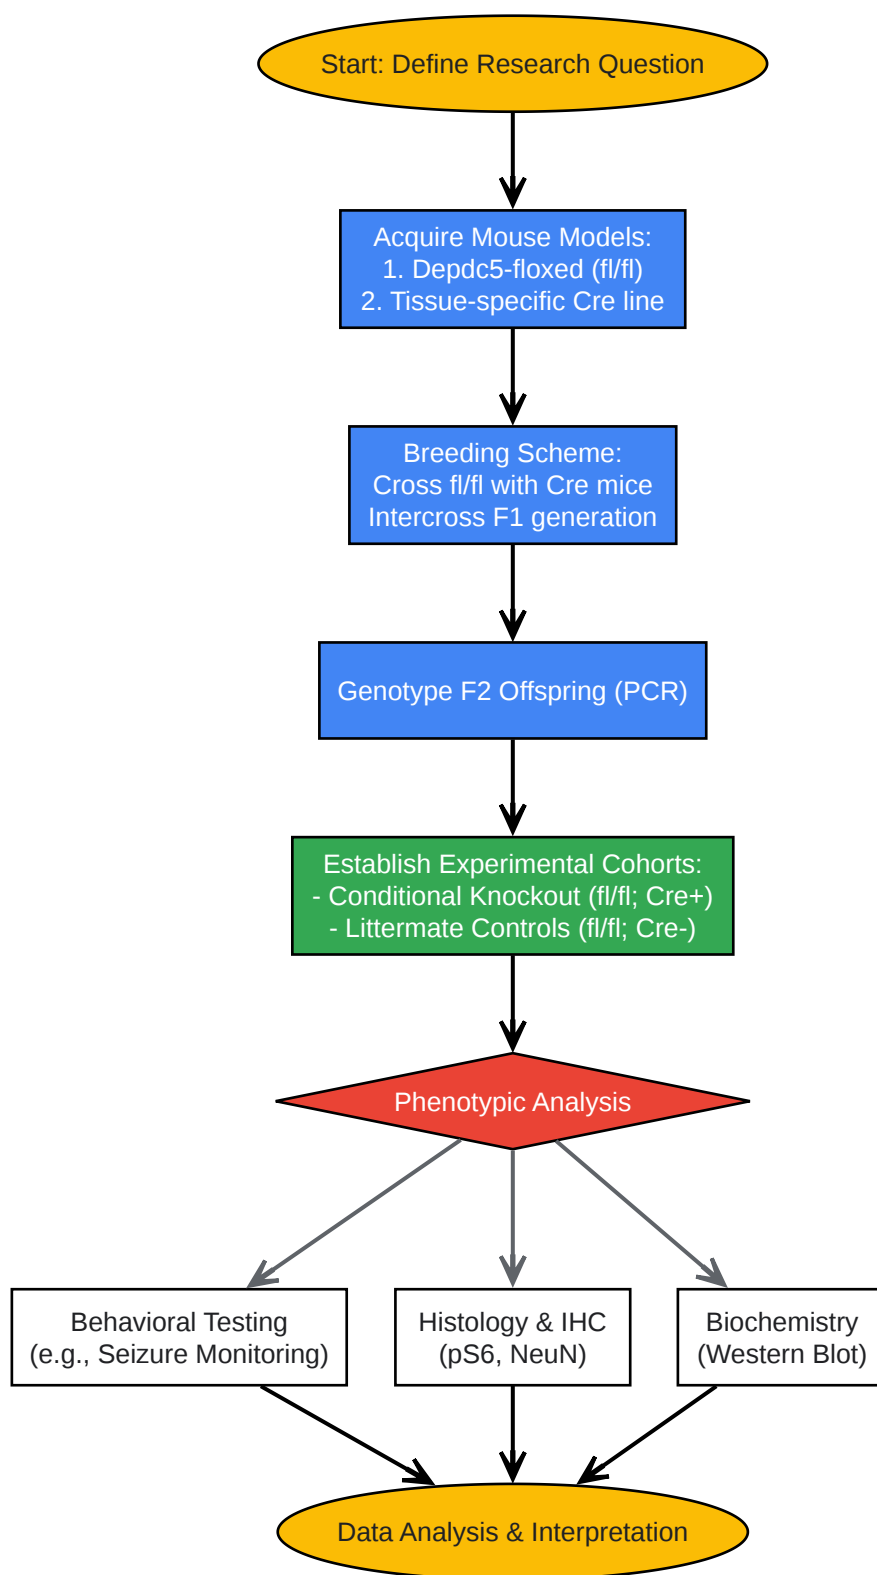 Start: Define Research Question
Acquire Mouse Models:
1. Depdc5-floxed (fl/fl)
2. Tissue-specific Cre line
Breeding Scheme:
Cross fl/fl with Cre mice
Intercross F1 generation
Genotype F2 Offspring (PCR)
Establish Experimental Cohorts:
- Conditional Knockout (fl/fl; Cre+)
- Littermate Controls (fl/fl; Cre-)
Phenotypic Analysis
Behavioral Testing
(e.g., Seizure Monitoring)
Histology & IHC
(pS6, NeuN)
Biochemistry
(Western Blot)
Data Analysis & Interpretation